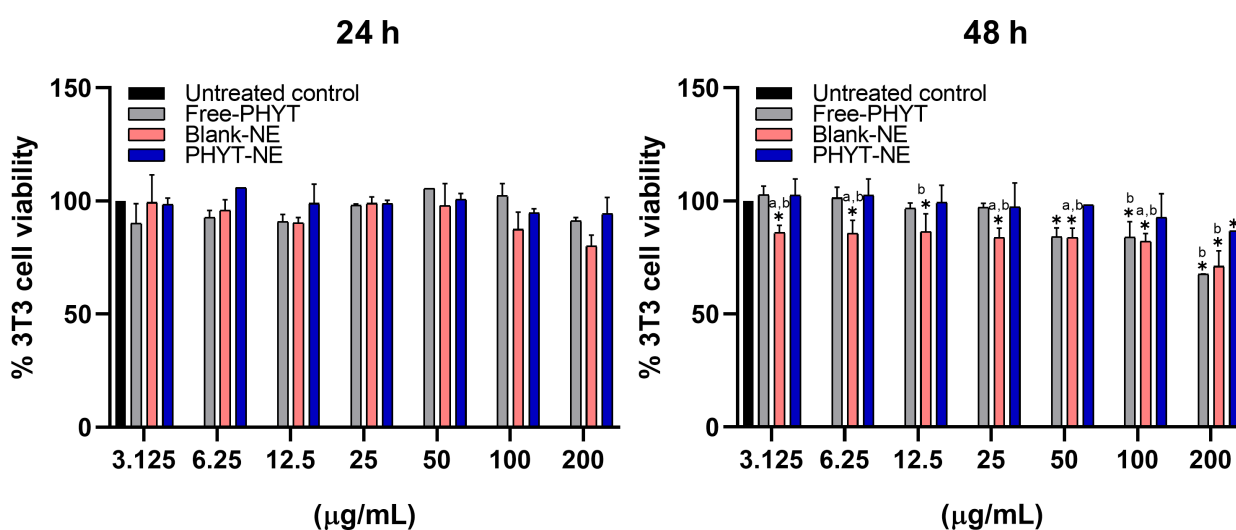 24 h
% 3T3 cell viability
150
100
50
0
Untreated control
Free-PHYT
Blank-NE
PHYT-NE
3.125 6.25 12.5 25 50 100 200
(μg/mL)
48 h
% 3T3 cell viability
150
100
50
0
Untreated control
Free-PHYT
Blank-NE
PHYT-NE
a,b a,b b a,b a,b b a,b b b
* * * * * * * * * * *
3.125 6.25 12.5 25 50 100 200
(μg/mL)